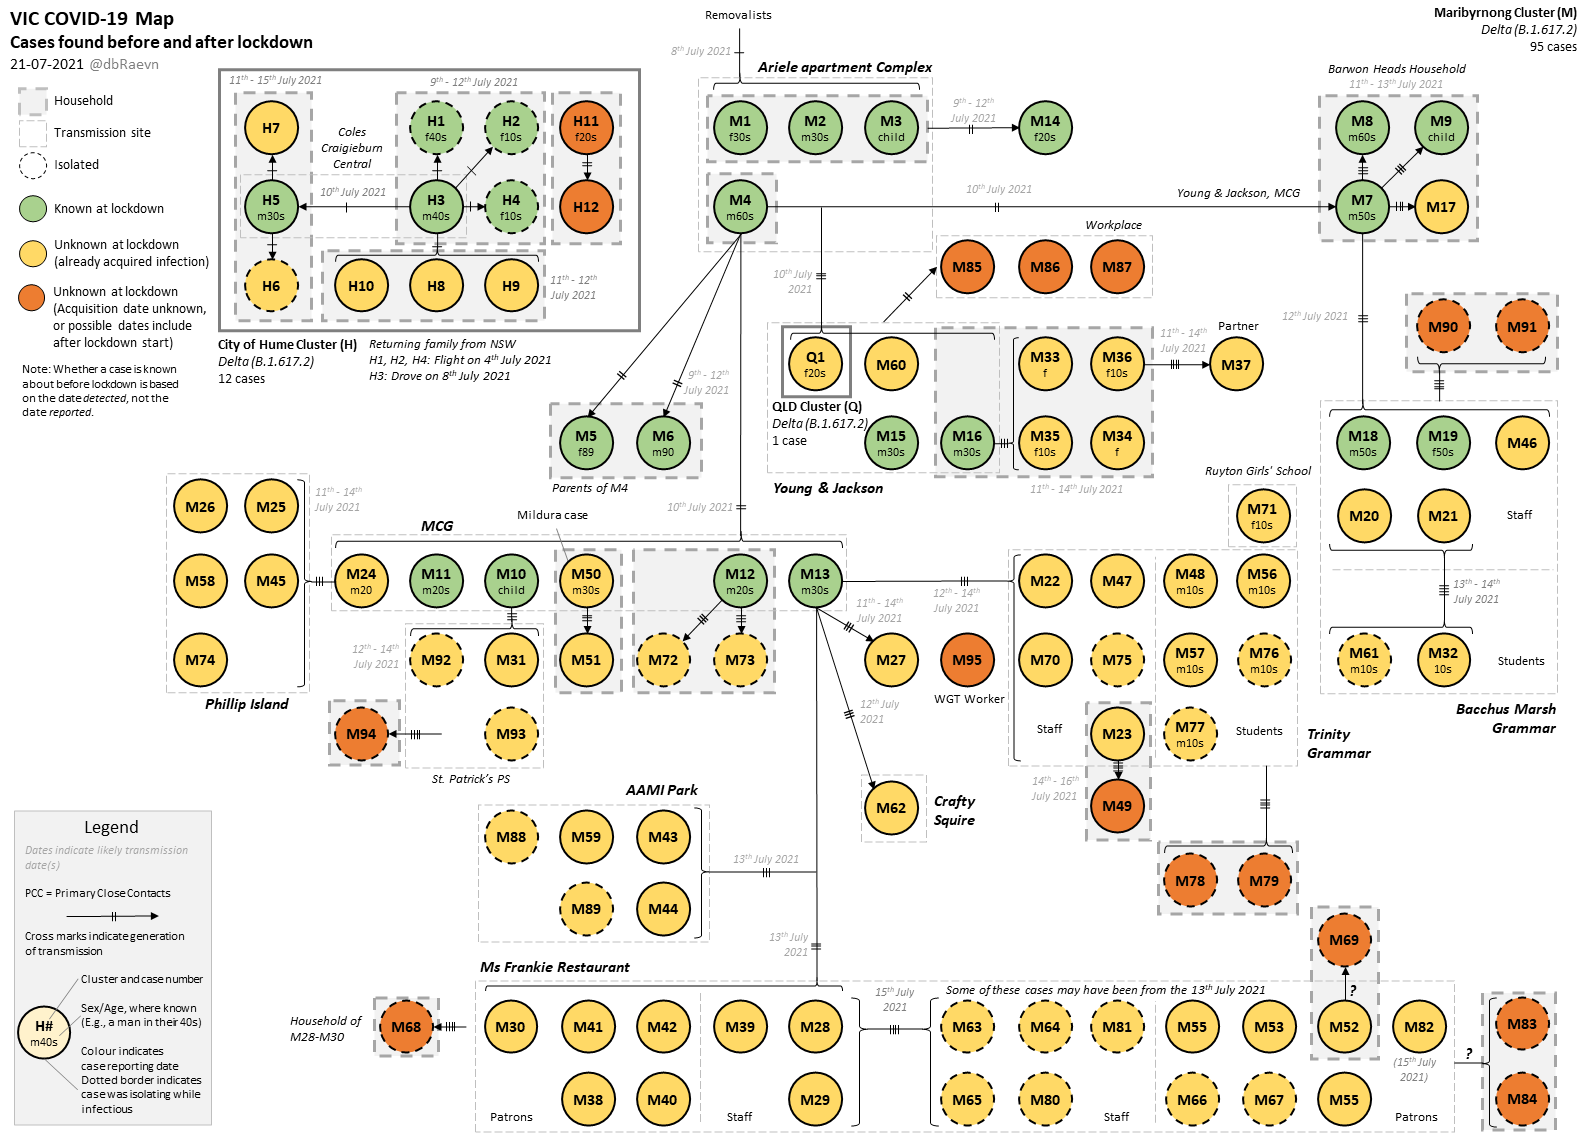 VIC COVID-19 Map
Cases found before and after lockdown
21-07-2021 @dbRaevn
Household
Transmission site
Isolated
Known at lockdown
Unknown at lockdown
(already acquired infection)
Unknown at lockdown
(Acquisition date unknown,
or possible dates include
after lockdown start)
Note: Whether a case is known
about before lockdown is based
on the date detected, not the
date reported.
11th - 15th July 2021
9th - 12th July 2021
H7
H1
f40s
H2
f10s
H11
f20s
Coles
Craigieburn
Central
10th July 2021
H5
m30s
H3
m40s
H4
f10s
H12
H6
H10
H8
H9
11th - 12th
July 2021
City of Hume Cluster (H)
Delta (B.1.617.2)
12 cases
Returning family from NSW
H1, H2, H4: Flight on 4th July 2021
H3: Drove on 8th July 2021
Removalists
8th July 2021
Ariele apartment Complex
M1
f30s
M2
m30s
M3
child
9th - 12th
July 2021
M14
f20s
M4
m60s
10th July 2021
Young & Jackson, MCG
Maribyrnong Cluster (M)
Delta (B.1.617.2)
95 cases
Barwon Heads Household
11th - 13th July 2021
M8
m60s
M9
child
M7
m50s
M17
Workplace
M85
M86
M87
10th July
2021
Q1
f20s
M60
M33
f
M36
f10s
11th - 14th
July 2021
Partner
M37
QLD Cluster (Q)
Delta (B.1.617.2)
1 case
M15
m30s
M16
m30s
M35
f10s
M34
f
Young & Jackson
11th - 14th July 2021
9th - 12th
July 2021
M5
f89
M6
m90
Parents of M4
12th July 2021
M90
M91
M18
m50s
M19
f50s
M46
M20
M21
Staff
13th - 14th
July 2021
M61
m10s
M32
10s
Students
Bacchus Marsh
Grammar
Ruyton Girls' School
M71
f10s
M26
M25
11th - 14th
July 2021
M58
M45
M74
Phillip Island
10th July 2021
Mildura case
MCG
M24
m20
M11
m20s
M10
child
M50
m30s
M12
m20s
M13
m30s
12th - 14th
July 2021
M92
M31
M51
M72
M73
M94
M93
St. Patrick's PS
11th - 14th
July 2021
12th - 14th
July 2021
M27
M95
WGT Worker
12th July
2021
M62
Crafty
Squire
M22
M47
M48
m10s
M56
m10s
M70
M75
M57
m10s
M76
m10s
Staff
M23
M77
m10s
Students
Trinity
Grammar
14th - 16th
July 2021
M49
M78
M79
AAMI Park
M88
M59
M43
M89
M44
13th July 2021
13th July
2021
Ms Frankie Restaurant
Household of
M28-M30
M68
M30
M41
M42
M39
M28
M38
M40
M29
Patrons
Staff
15th July
2021
Some of these cases may have been from the 13th July 2021
M63
M64
M81
M55
M53
M52
M82
(15th July
2021)
M65
M80
Staff
M66
M67
M55
Patrons
M69
?
?
M83
M84
Legend
Dates indicate likely transmission
date(s)
PCC = Primary Close Contacts
Cross marks indicate generation
of transmission
Cluster and case number
Sex/Age, where known
(E.g., a man in their 40s)
H#
m40s
Colour indicates
case reporting date
Dotted border indicates
case was isolating while
infectious